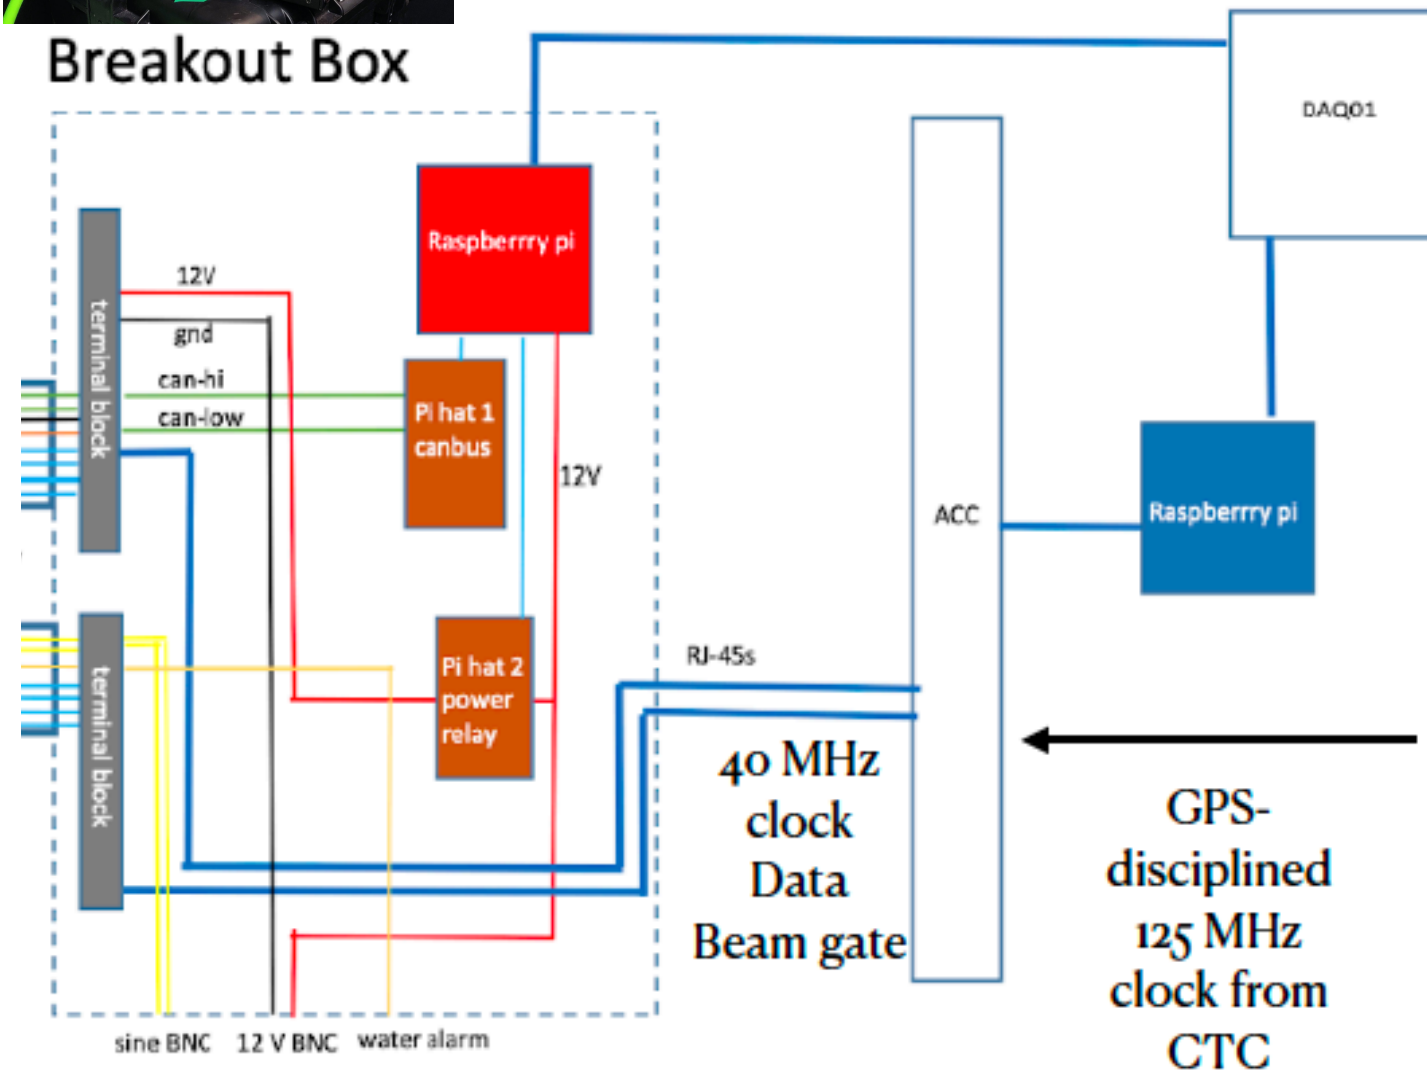 Breakout Box
DAQ01
Raspberrry pi
terminal block
12V
gnd
can-hi
can-low
Pi hat 1
canbus
12V
ACC
Raspberrry pi
terminal block
Pi hat 2
power
relay
RJ-45s
40 MHz
clock
Data
Beam gate
GPS-
disciplined
125 MHz
clock from
CTC
sine BNC
12 V BNC
water alarm